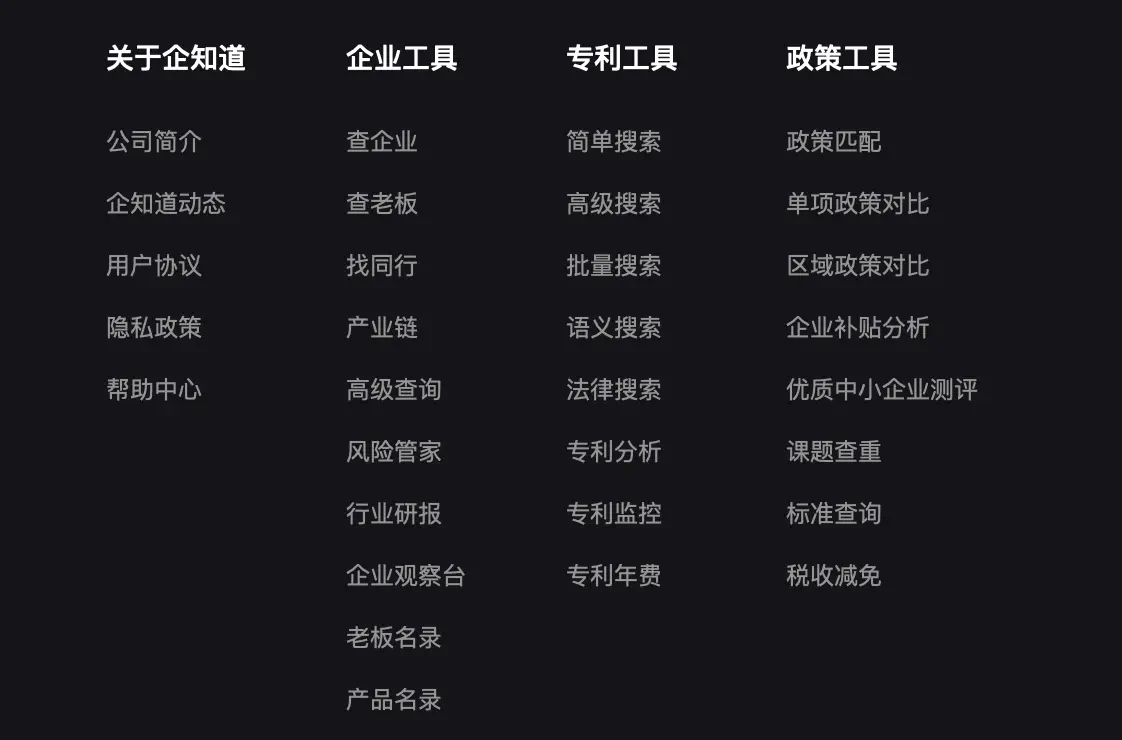 关于企知道
公司简介
企知道动态
用户协议
隐私政策
帮助中心
企业工具
查企业
查老板
找同行
产业链
高级查询
风险管家
行业研报
企业观察台
老板名录
产品名录
专利工具
简单搜索
高级搜索
批量搜索
语义搜索
法律搜索
专利分析
专利监控
专利年费
政策工具
政策匹配
单项政策对比
区域政策对比
企业补贴分析
优质中小企业测评
课题查重
标准查询
税收减免